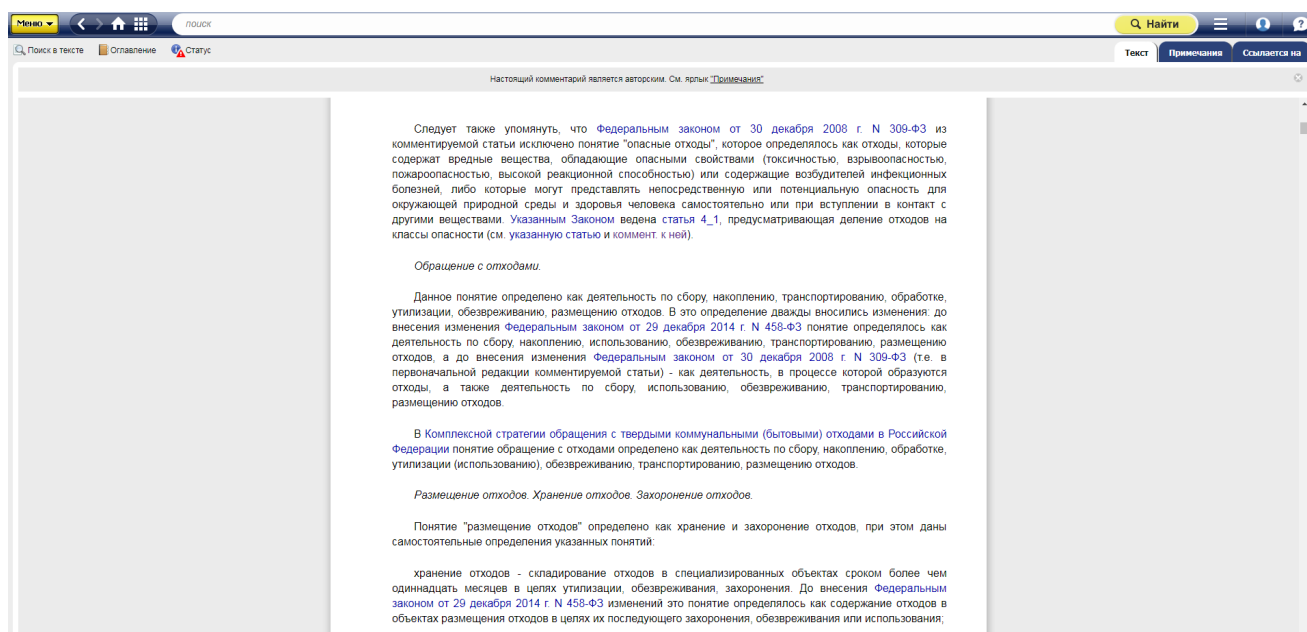 Меню
поиск
Найти
?
Поиск в тексте Оглавление Статус
Текст Примечания Ссылается на
Настоящий комментарий является авторским. См. ярлык "Примечания"
Следует также упомянуть, что Федеральным законом от 30 декабря 2008 г. N 309-ФЗ из
комментируемой статьи исключено понятие "опасные отходы", которое определялось как отходы, которые
содержат вредные вещества, обладающие опасными свойствами (токсичностью, взрывоопасностью,
пожароопасностью, высокой реакционной способностью) или содержащие возбудителей инфекционных
болезней, либо которые могут представлять непосредственную или потенциальную опасность для
окружающей природной среды и здоровья человека самостоятельно или при вступлении в контакт с
другими веществами. Указанным Законом ведена статья 4_1, предусматривающая деление отходов на
классы опасности (см. указанную статью и коммент. к ней).
Обращение с отходами.
Данное понятие определено как деятельность по сбору, накоплению, транспортированию, обработке,
утилизации, обезвреживанию, размещению отходов. В это определение дважды вносились изменения: до
внесения изменения Федеральным законом от 29 декабря 2014 г. N 458-ФЗ понятие определялось как
деятельность по сбору, накоплению, использованию, обезвреживанию, транспортированию, размещению
отходов, а до внесения изменения Федеральным законом от 30 декабря 2008 г. N 309-ФЗ (т.е. в
первоначальной редакции комментируемой статьи) - как деятельность, в процессе которой образуются
отходы, а также деятельность по сбору, использованию, обезвреживанию, транспортированию,
размещению отходов.
В Комплексной стратегии обращения с твердыми коммунальными (бытовыми) отходами в Российской
Федерации понятие обращение с отходами определено как деятельность по сбору, накоплению, обработке,
утилизации (использованию), обезвреживанию, транспортированию, размещению отходов.
Размещение отходов. Хранение отходов. Захоронение отходов.
Понятие "размещение отходов" определено как хранение и захоронение отходов, при этом даны
самостоятельные определения указанных понятий:
хранение отходов - складирование отходов в специализированных объектах сроком более чем
одиннадцать месяцев в целях утилизации, обезвреживания, захоронения. До внесения Федеральным
законом от 29 декабря 2014 г. N 458-ФЗ изменений это понятие определялось как содержание отходов в
объектах размещения отходов в целях их последующего захоронения, обезвреживания или использования;